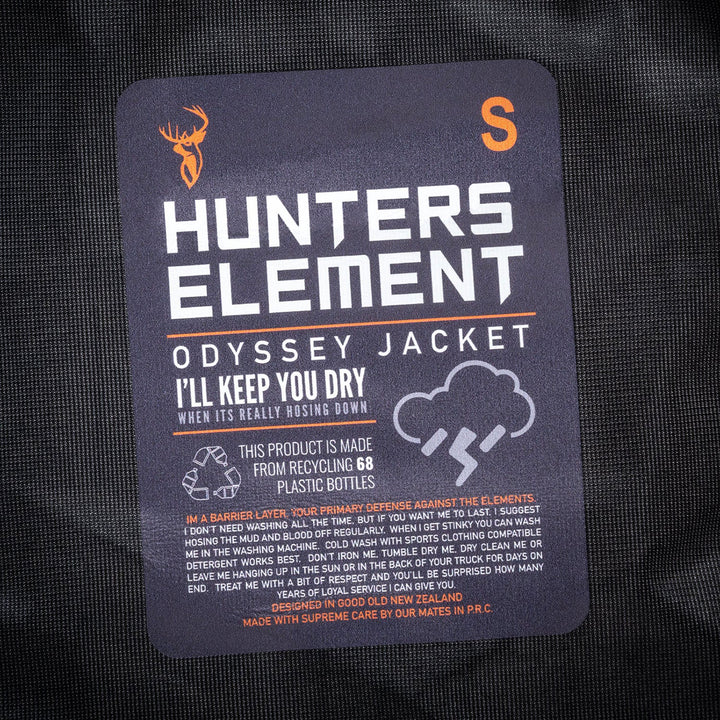 S
HUNTERS
ELEMENT
ODYSSEY JACKET
I'LL KEEP YOU DRY
WHEN ITS REALLY HOSING DOWN
THIS PRODUCT IS MADE
FROM RECYCLING 68
PLASTIC BOTTLES
IM A BARRIER LAYER, YOUR PRIMARY DEFENSE AGAINST THE ELEMENTS.
I DON'T NEED WASHING ALL THE TIME, BUT IF YOU WANT ME TO LAST, I SUGGEST
HOSING THE MUD AND BLOOD OFF REGULARLY. WHEN I GET STINKY YOU CAN WASH
ME IN THE WASHING MACHINE. COLD WASH WITH SPORTS CLOTHING COMPATIBLE
DETERGENT WORKS BEST. DON'T IRON ME, TUMBLE DRY ME, DRY CLEAN ME OR
LEAVE ME HANGING UP IN THE SUN OR IN THE BACK OF YOUR TRUCK FOR DAYS ON
END. TREAT ME WITH A BIT OF RESPECT AND YOU'LL BE SURPRISED HOW MANY
YEARS OF LOYAL SERVICE I CAN GIVE YOU.
DESIGNED IN GOOD OLD NEW ZEALAND
MADE WITH SUPREME CARE BY OUR MATES IN P.R.C.